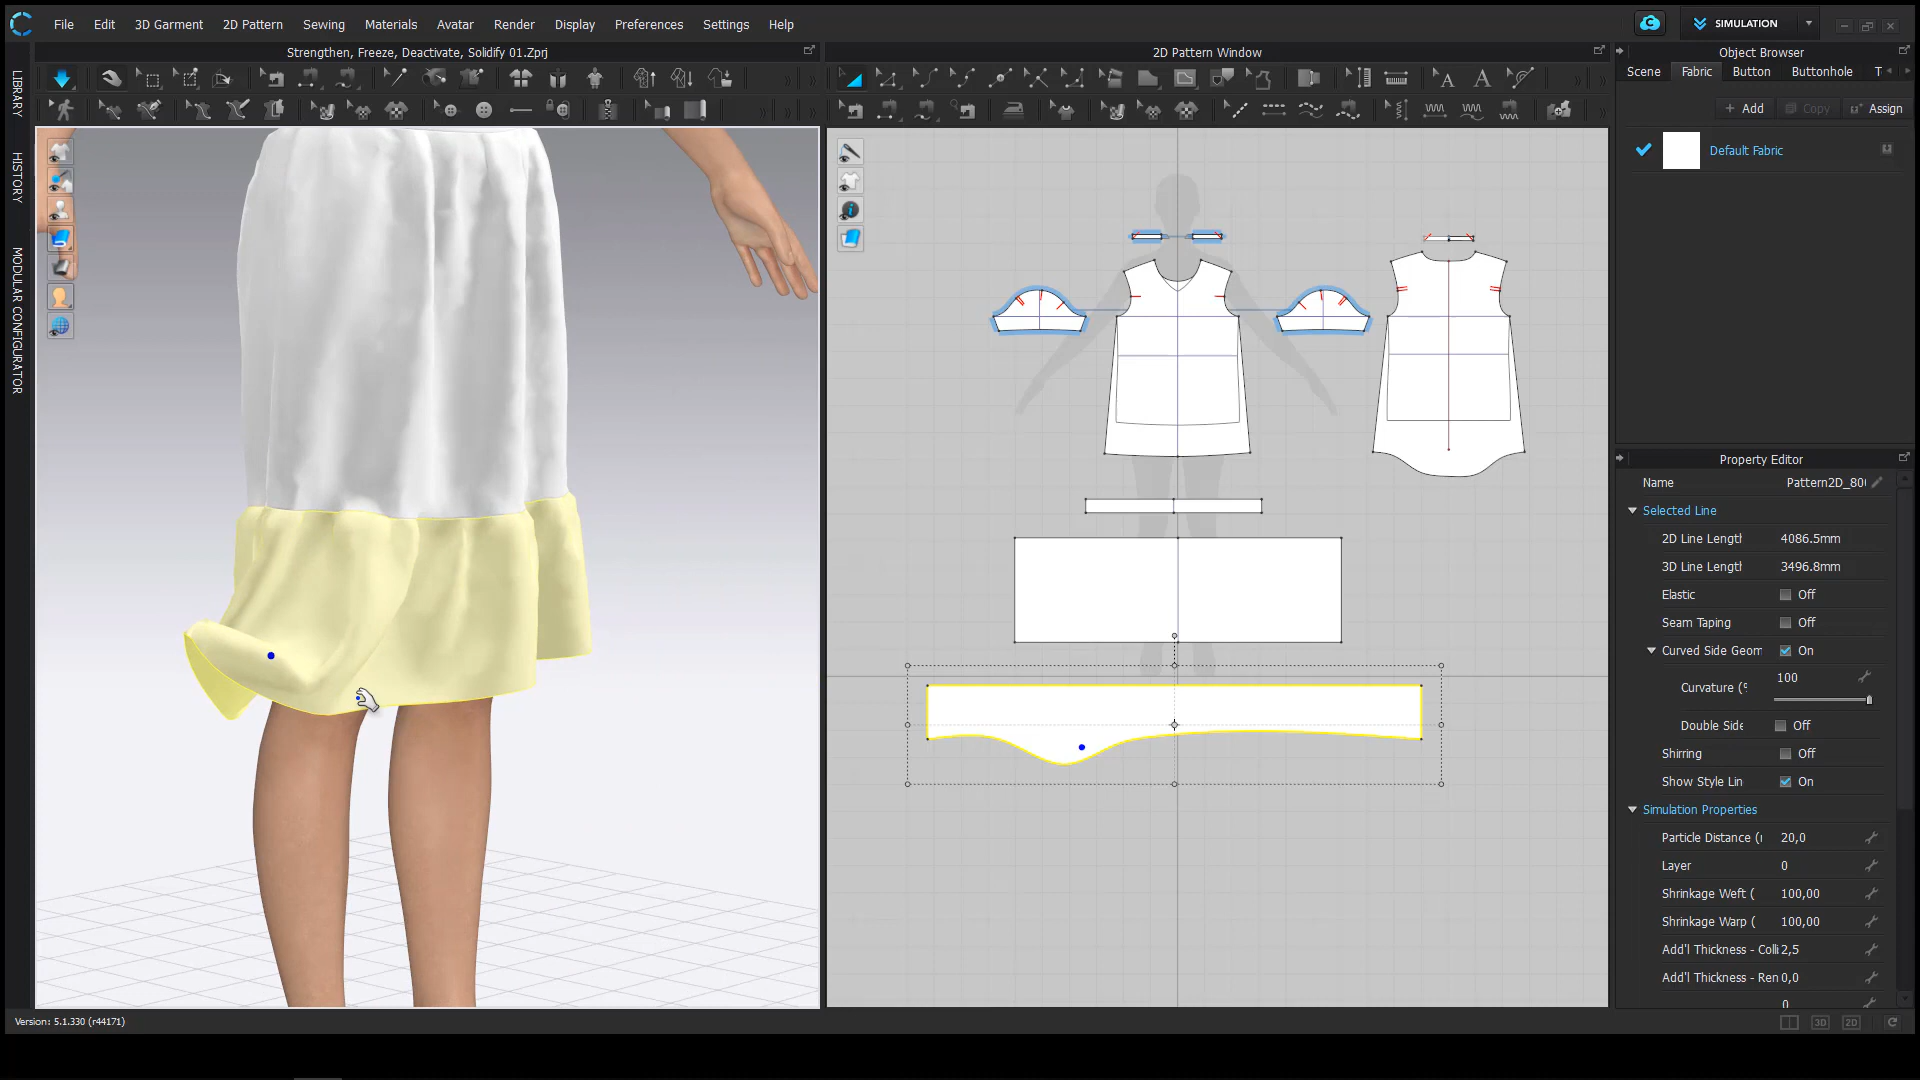 File Edit 3D Garment 2D Pattern Sewing Materials Avatar Render Display Preferences Settings Help
SIMULATION
Strengthen, Freeze, Deactivate, Solidify 01.Zprj
2D Pattern Window
Object Browser
Scene Fabric Button Buttonhole T
Add Copy Assign
Default Fabric
LIBRARY
HISTORY
MODULAR CONFIGURATOR
Property Editor
Name Pattern2D_80
Selected Line
2D Line Length 4086.5mm
3D Line Length 3496.8mm
Elastic Off
Seam Taping Off
Curved Side Geom On
Curvature (% 100
Double Side Off
Shirring Off
Show Style Lin On
Simulation Properties
Particle Distance ( 20,0
Layer 0
Shrinkage Weft ( 100,00
Shrinkage Warp ( 100,00
Add'l Thickness - Colli 2,5
Add'l Thickness - Ren 0,0
0
Version: 5.1.330 (r44171)
3D 2D